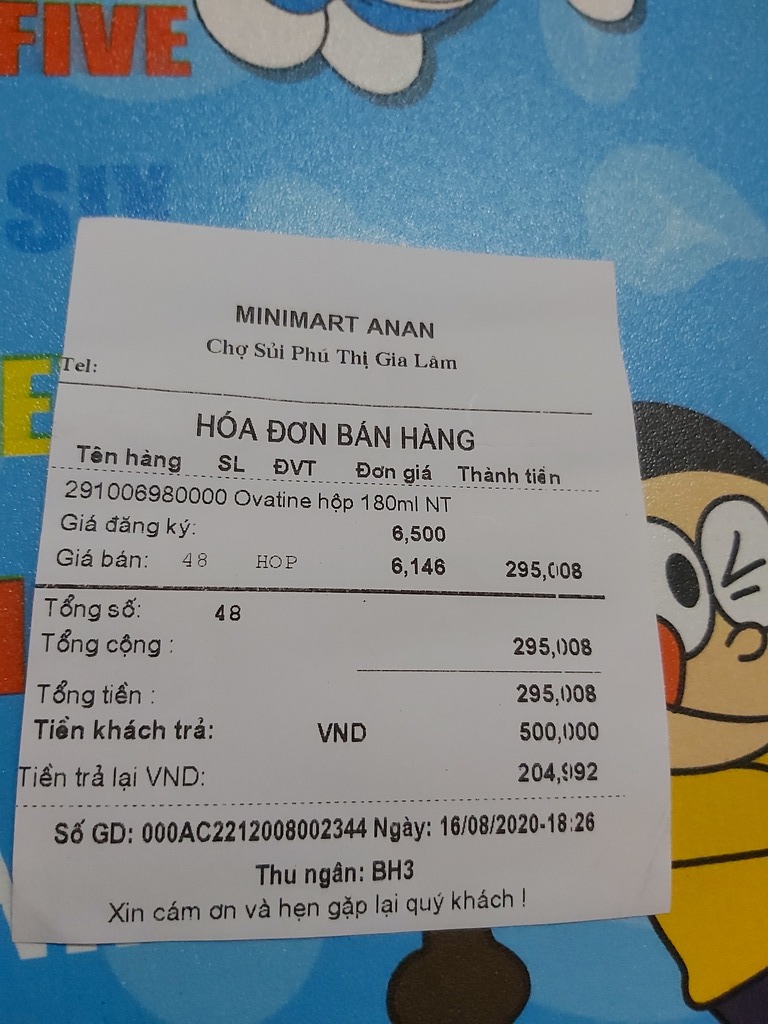 FIVE
SIX
E
MINIMART ANAN
Chợ Sủi Phú Thị Gia Lâm
Tel:
HÓA ĐƠN BÁN HÀNG
Tên hàng SL ĐVT Đơn giá Thành tiền
291006980000 Ovatine hộp 180ml NT
Giá đăng ký: 6,500
Giá bán: 48 HOP 6,146 295,008
Tổng số: 48
Tổng cộng : 295,008
Tổng tiền : 295,008
Tiền khách trả: VND 500,000
Tiền trả lại VND: 204,992
Số GD: 000AC2212008002344 Ngày: 16/08/2020-18:26
Thu ngân: BH3
Xin cám ơn và hẹn gặp lại quý khách !